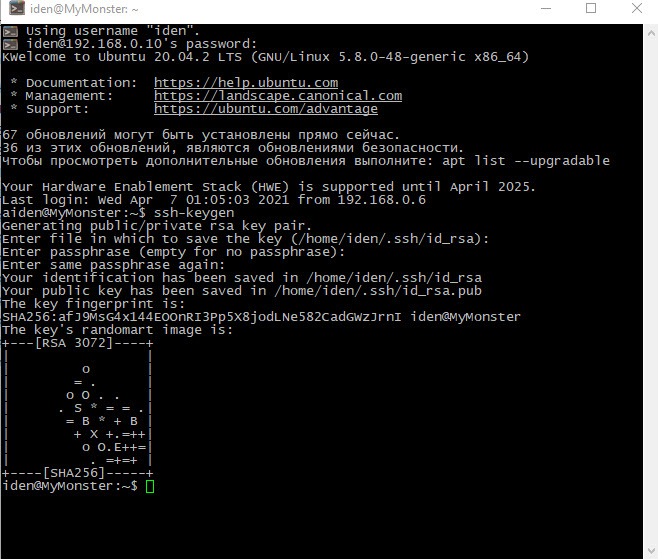 iden@MyMonster: ~
Using username "iden".
iden@192.168.0.10's password:
KWelcome to Ubuntu 20.04.2 LTS (GNU/Linux 5.8.0-48-generic x86_64)
* Documentation:  https://help.ubuntu.com
* Management:     https://landscape.canonical.com
* Support:        https://ubuntu.com/advantage
67 обновлений могут быть установлены прямо сейчас.
36 из этих обновлений, являются обновлениями безопасности.
Чтобы просмотреть дополнительные обновления выполните: apt list --upgradable
Your Hardware Enablement Stack (HWE) is supported until April 2025.
Last login: Wed Apr  7 01:05:03 2021 from 192.168.0.6
aiden@MyMonster:~$ ssh-keygen
Generating public/private rsa key pair.
Enter file in which to save the key (/home/iden/.ssh/id_rsa):
Enter passphrase (empty for no passphrase):
Enter same passphrase again:
Your identification has been saved in /home/iden/.ssh/id_rsa
Your public key has been saved in /home/iden/.ssh/id_rsa.pub
The key fingerprint is:
SHA256:afJ9MsG4x144EOOnRI3Pp5X8jodLNe582CadGWzJrnI iden@MyMonster
The key's randomart image is:
+---[RSA 3072]----+
|                 |
|         o       |
|        = .      |
|       o O . .   |
|      . S * = = .|
|       = B * + B |
|        + X +.=++|
|         o O.E++=|
|          . =+=+ |
+----[SHA256]-----+
iden@MyMonster:~$